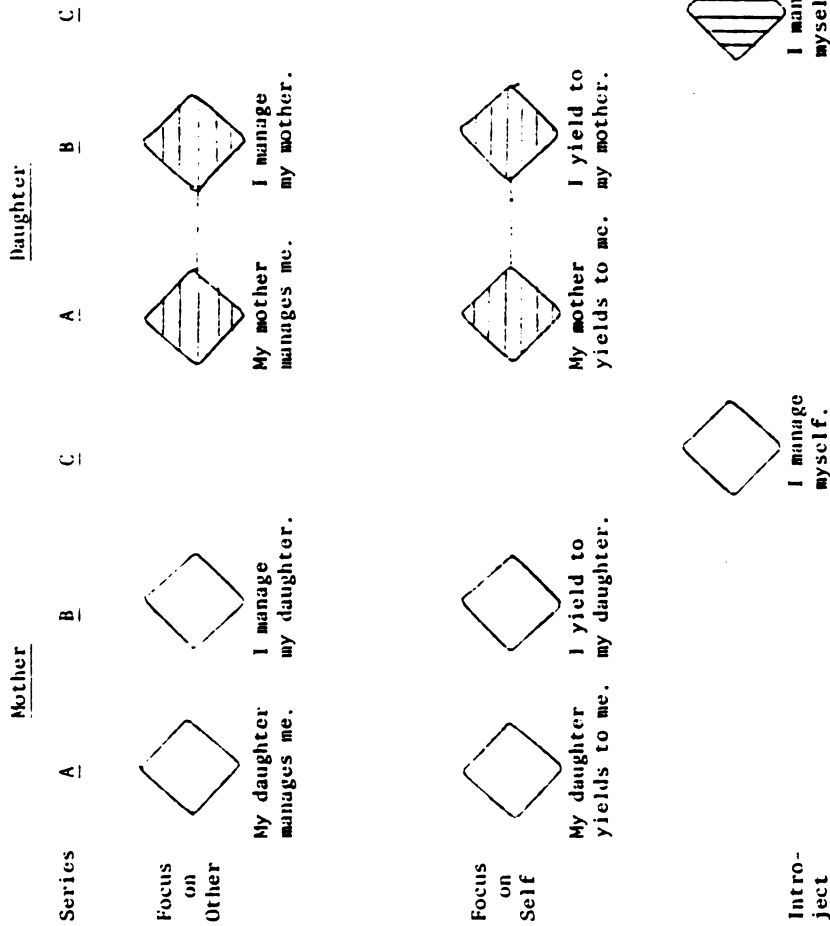 Mother Daughter
Series A B C A B C
Focus
on
Other
My daughter
manages me.
I manage
my daughter.
My mother
manages me.
I manage
my mother.
Focus
on
Self
My daughter
yields to me.
I yield to
my daughter.
My mother
yields to me.
I yield to
my mother.
Intro-
ject
I manage
myself.
I man
mysel